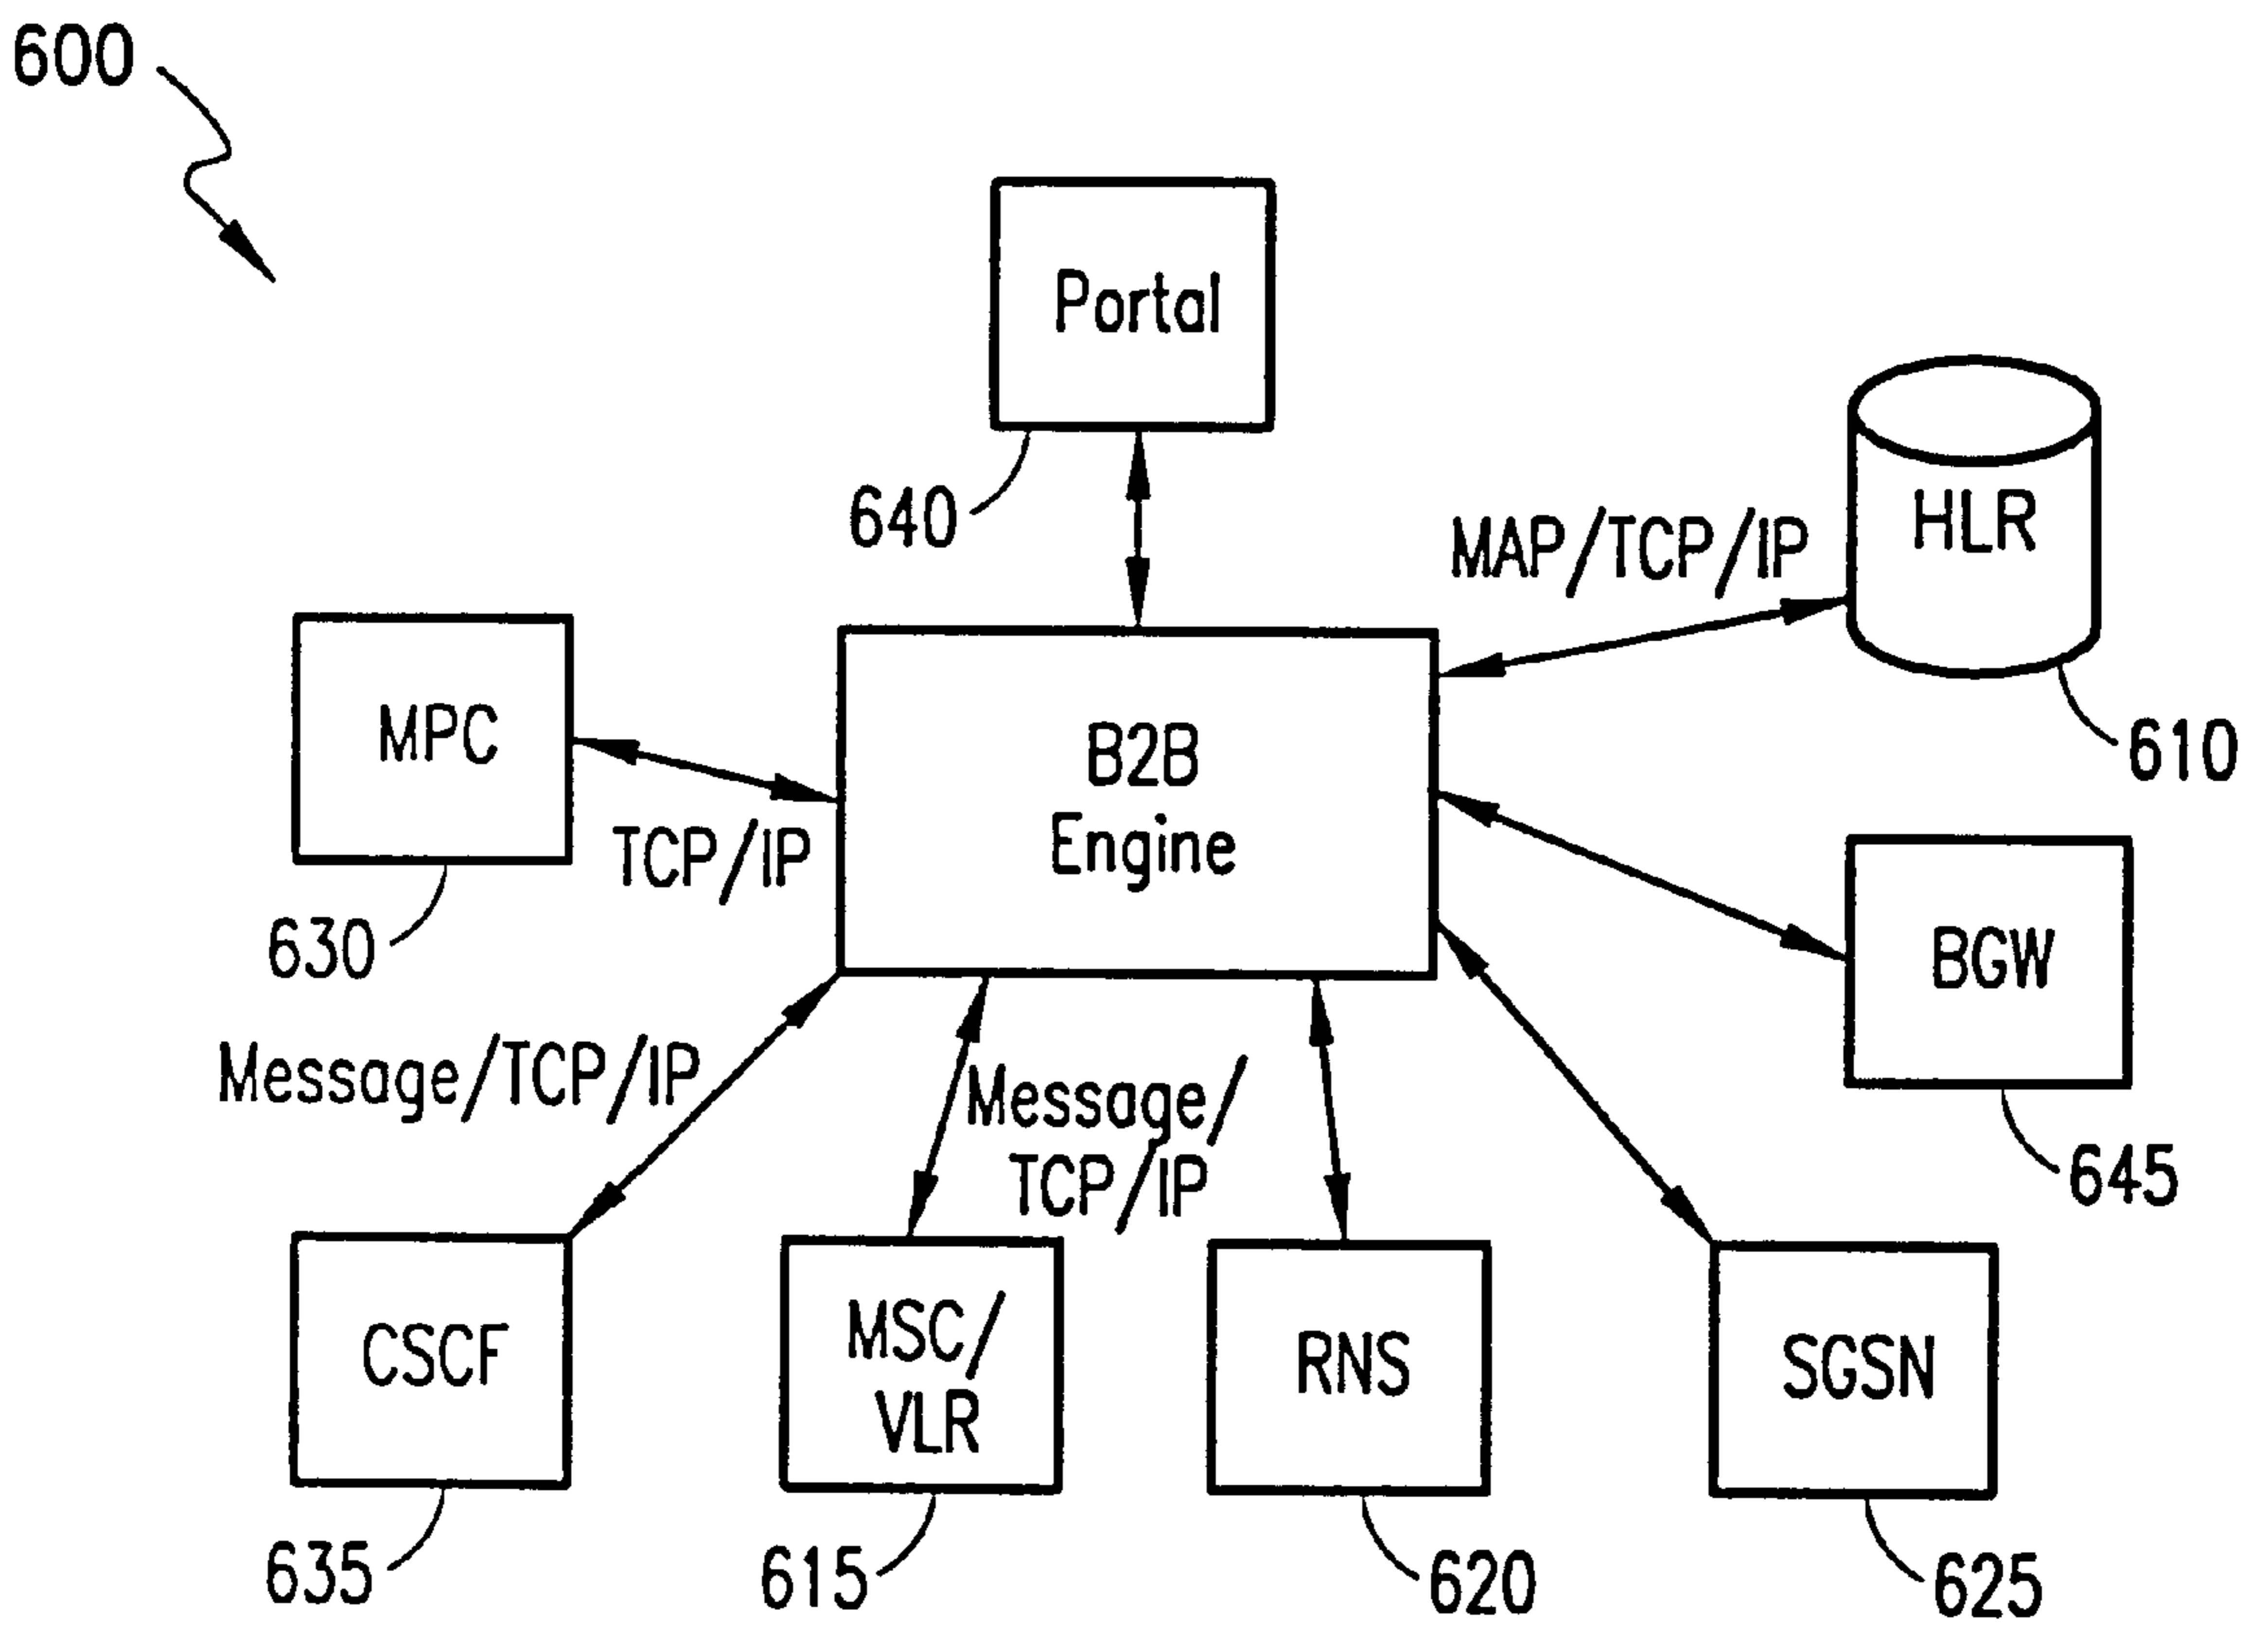 600
Portal
640
HLR
MAP/TCP/IP
610
MPC
630
TCP/IP
B2B
Engine
BGW
645
Message/TCP/IP
Message/
TCP/IP
CSCF
635
MSC/
VLR
615
RNS
620
SGSN
625